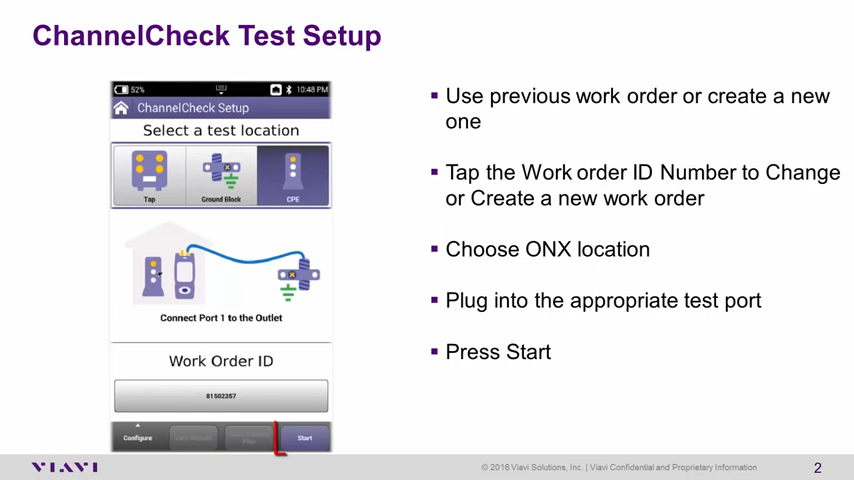 ChannelCheck Test Setup
52%
10:48 PM
ChannelCheck Setup
Select a test location
Tap
Ground Block
CPE
Connect Port 1 to the Outlet
Work Order ID
81502357
Configure
Start
▪ Use previous work order or create a new
one
▪ Tap the Work order ID Number to Change
or Create a new work order
▪ Choose ONX location
▪ Plug into the appropriate test port
▪ Press Start
VIAVI
© 2016 Viavi Solutions, Inc. | Viavi Confidential and Proprietary Information
2